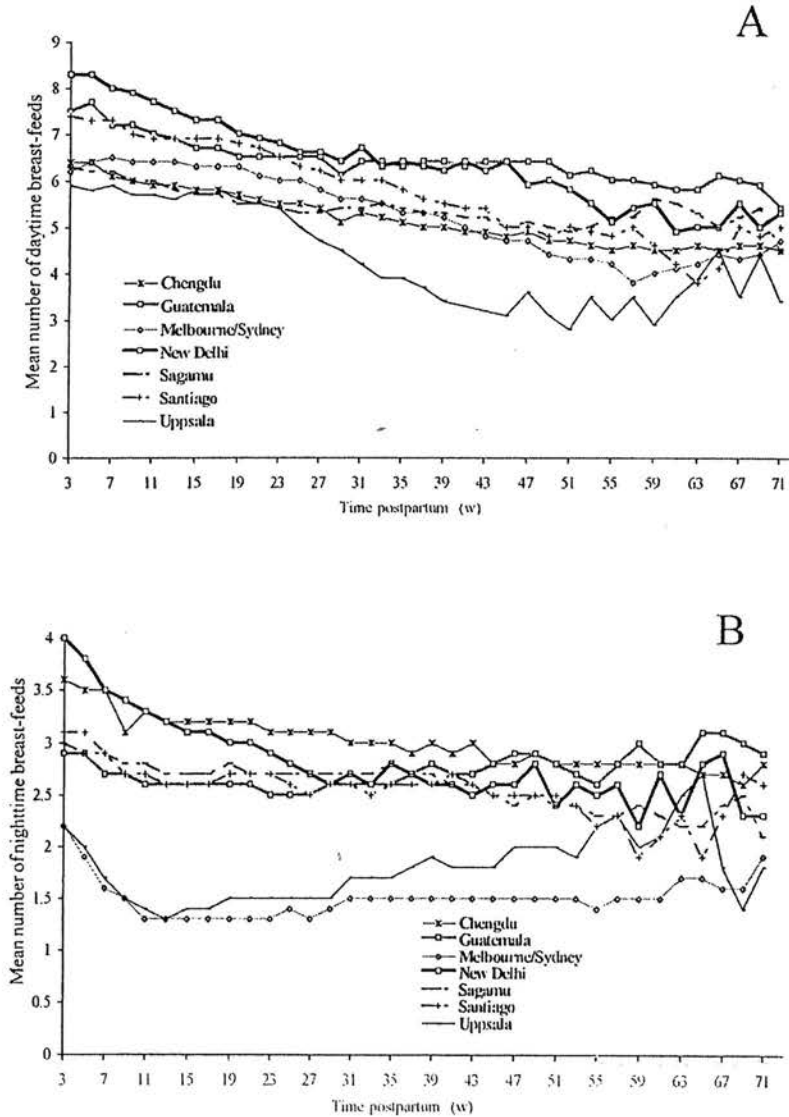 A
Mean number of daytime breast-feeds
9
8
7
6
5
4
3
2
1
0
Chengdu
Guatemala
Melbourne/Sydney
New Delhi
Sagamu
Santiago
Uppsala
3 7 11 15 19 23 27 31 35 39 43 47 51 55 59 63 67 71
Time postpartum (w)
B
Mean number of nighttime breast-feeds
4
3.5
3
2.5
2
1.5
1
0.5
0
Chengdu
Guatemala
Melbourne/Sydney
New Delhi
Sagamu
Santiago
Uppsala
3 7 11 15 19 23 27 31 35 39 43 47 51 55 59 63 67 71
Time postpartum (w)